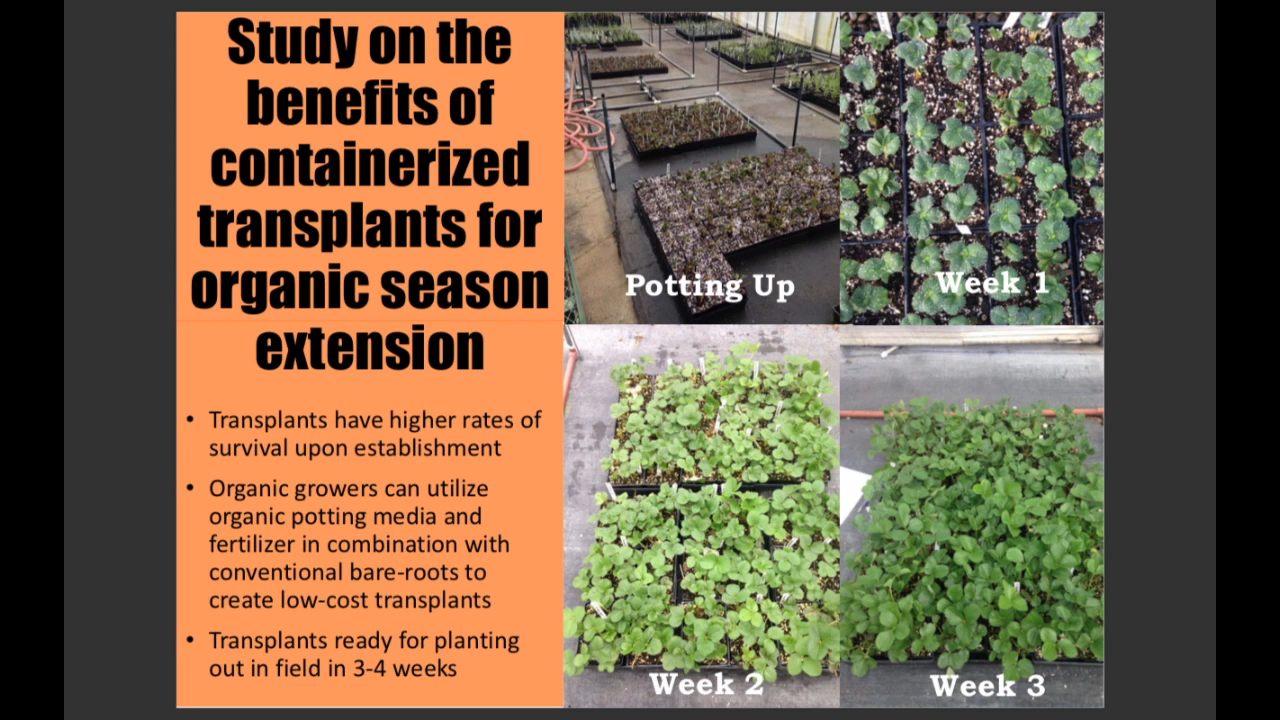 Study on the
benefits of
containerized
transplants for
organic season
extension
• Transplants have higher rates of
survival upon establishment
• Organic growers can utilize
organic potting media and
fertilizer in combination with
conventional bare-roots to
create low-cost transplants
• Transplants ready for planting
out in field in 3-4 weeks
Potting Up
Week 1
Week 2
Week 3